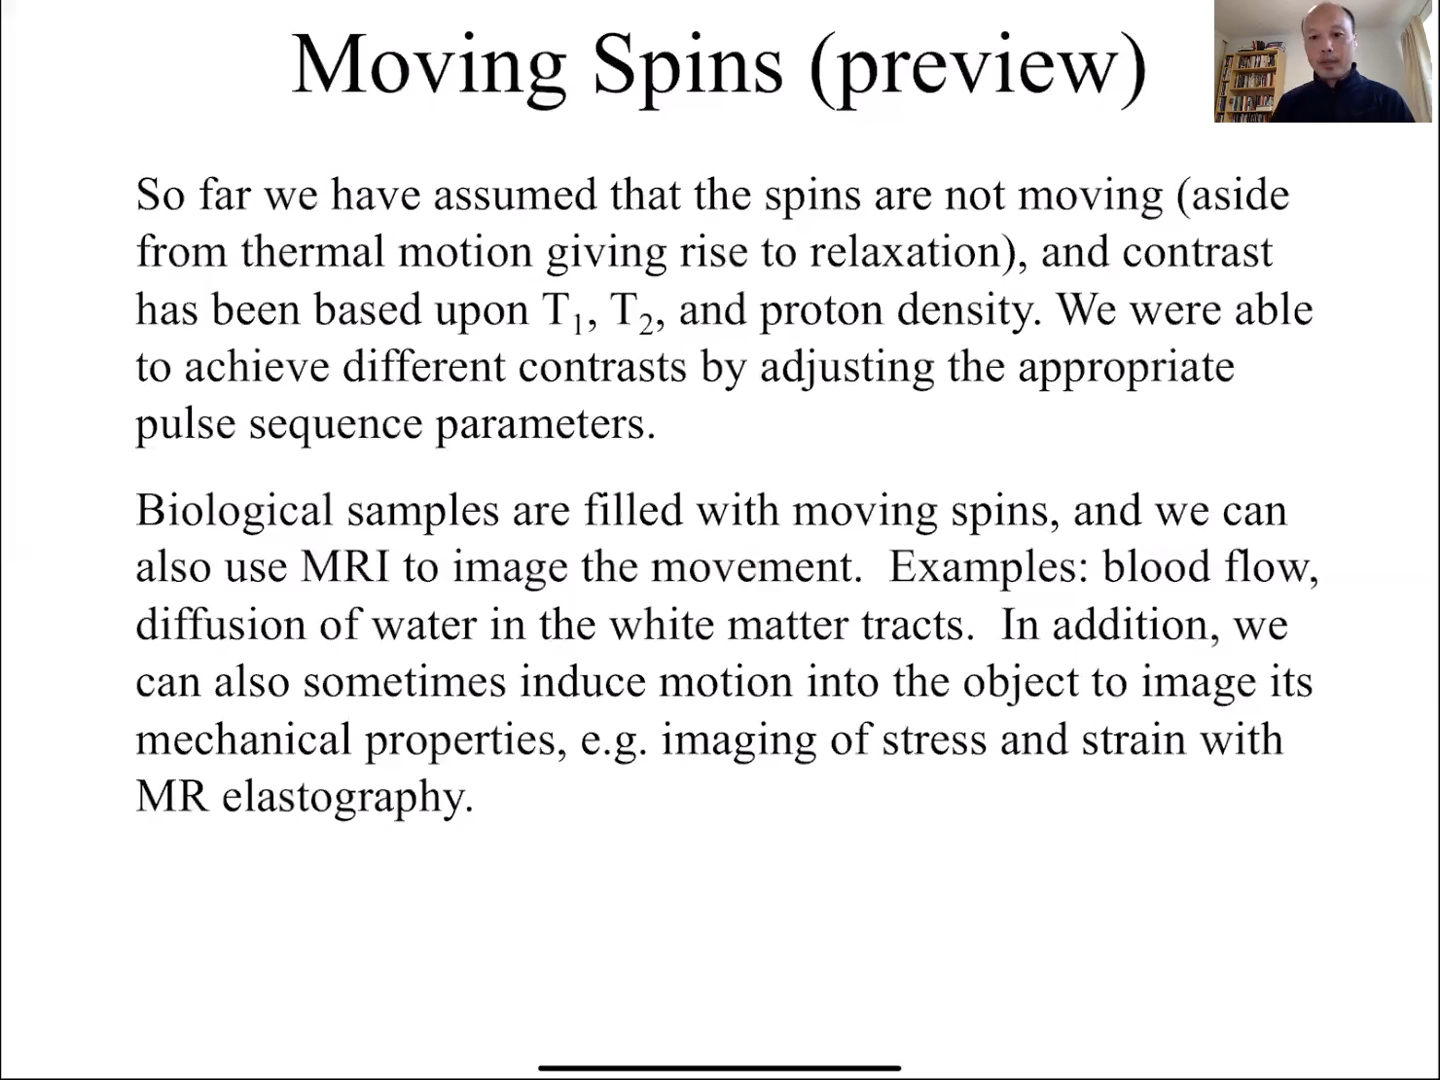 Moving Spins (preview)
So far we have assumed that the spins are not moving (aside
from thermal motion giving rise to relaxation), and contrast
has been based upon T₁, T₂, and proton density. We were able
to achieve different contrasts by adjusting the appropriate
pulse sequence parameters.
Biological samples are filled with moving spins, and we can
also use MRI to image the movement.  Examples: blood flow,
diffusion of water in the white matter tracts.  In addition, we
can also sometimes induce motion into the object to image its
mechanical properties, e.g. imaging of stress and strain with
MR elastography.